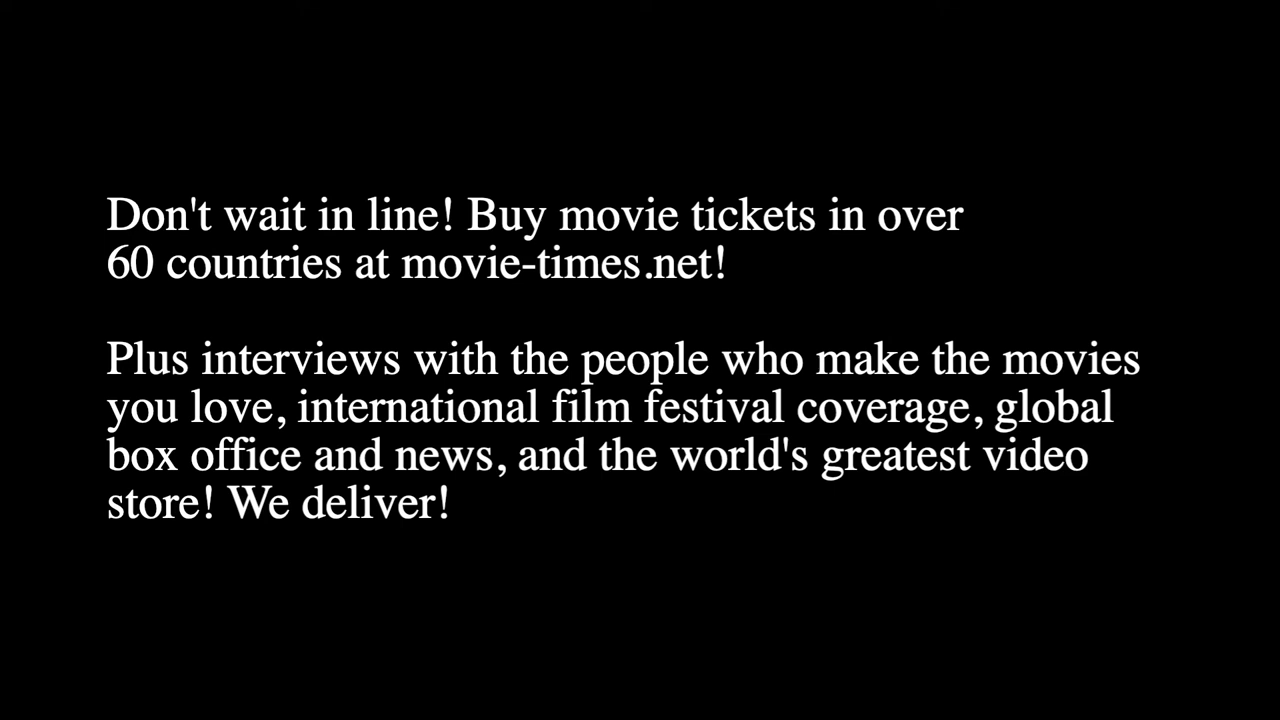 Don't wait in line! Buy movie tickets in over
60 countries at movie-times.net!
Plus interviews with the people who make the movies
you love, international film festival coverage, global
box office and news, and the world's greatest video
store! We deliver!